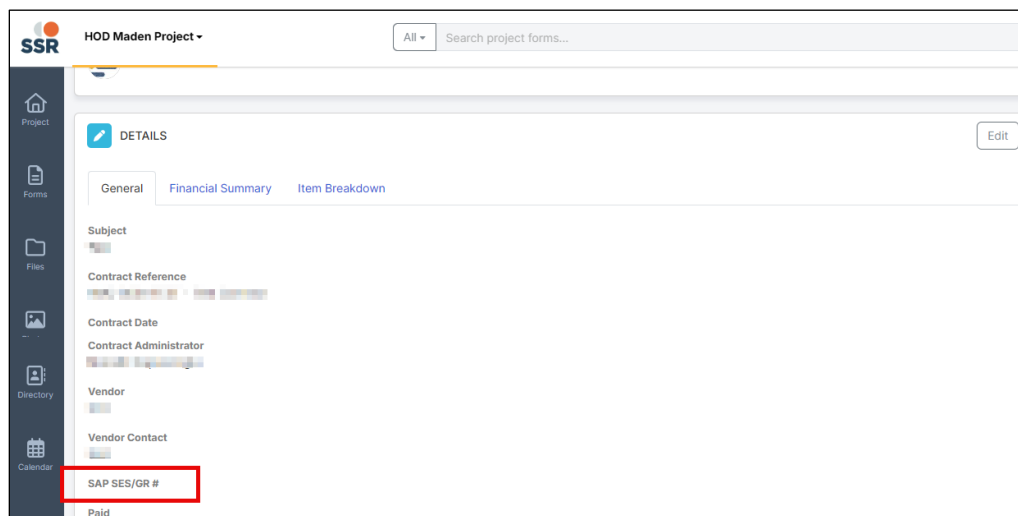 SSR
HOD Maden Project
All
Search project forms...
Project
DETAILS
Edit
Forms
General
Financial Summary
Item Breakdown
Subject
Files
Contract Reference
Contract Date
Contract Administrator
Directory
Vendor
Vendor Contact
Calendar
SAP SES/GR #
Paid